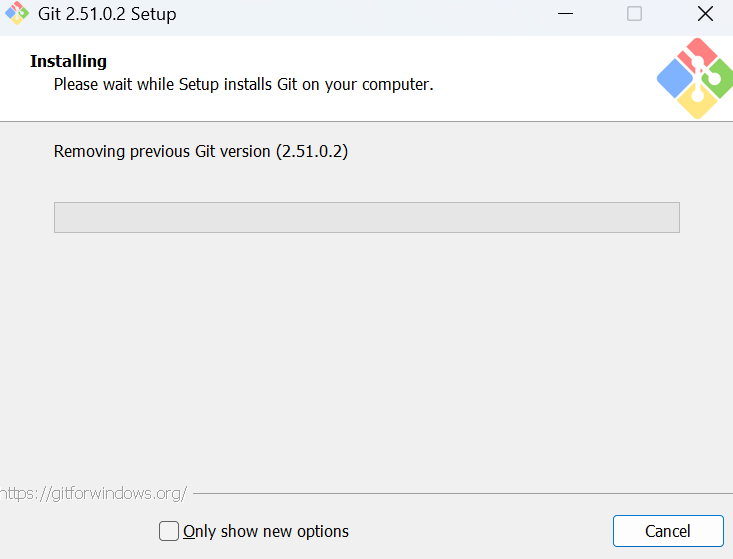 Git 2.51.0.2 Setup
Installing
Please wait while Setup installs Git on your computer.
Removing previous Git version (2.51.0.2)
https://gitforwindows.org/
Only show new options
Cancel